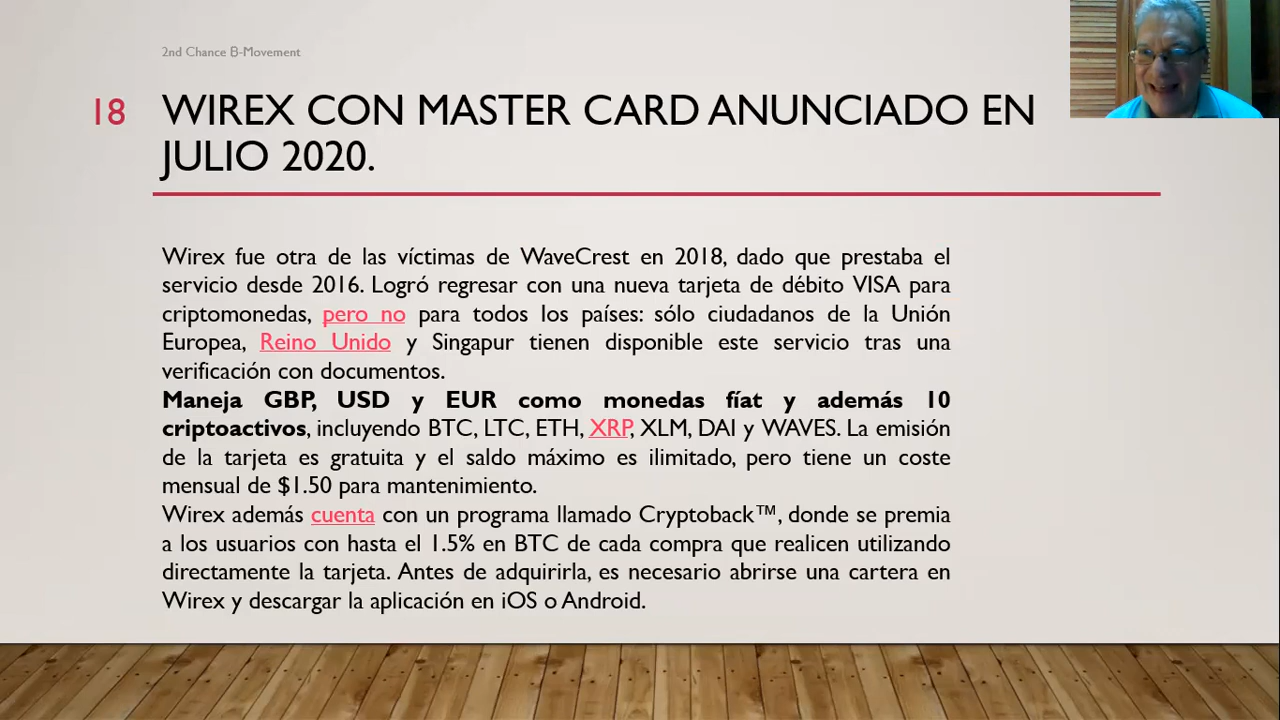 2nd Chance B-Movement
18
WIREX CON MASTER CARD ANUNCIADO EN
JULIO 2020.
Wirex fue otra de las víctimas de WaveCrest en 2018, dado que prestaba el
servicio desde 2016. Logró regresar con una nueva tarjeta de débito VISA para
criptomonedas, pero no para todos los países: sólo ciudadanos de la Unión
Europea, Reino Unido y Singapur tienen disponible este servicio tras una
verificación con documentos.
Maneja GBP, USD y EUR como monedas fíat y además 10
criptoactivos, incluyendo BTC, LTC, ETH, XRP, XLM, DAI y WAVES. La emisión
de la tarjeta es gratuita y el saldo máximo es ilimitado, pero tiene un coste
mensual de $1.50 para mantenimiento.
Wirex además cuenta con un programa llamado Cryptoback™, donde se premia
a los usuarios con hasta el 1.5% en BTC de cada compra que realicen utilizando
directamente la tarjeta. Antes de adquirirla, es necesario abrirse una cartera en
Wirex y descargar la aplicación en iOS o Android.